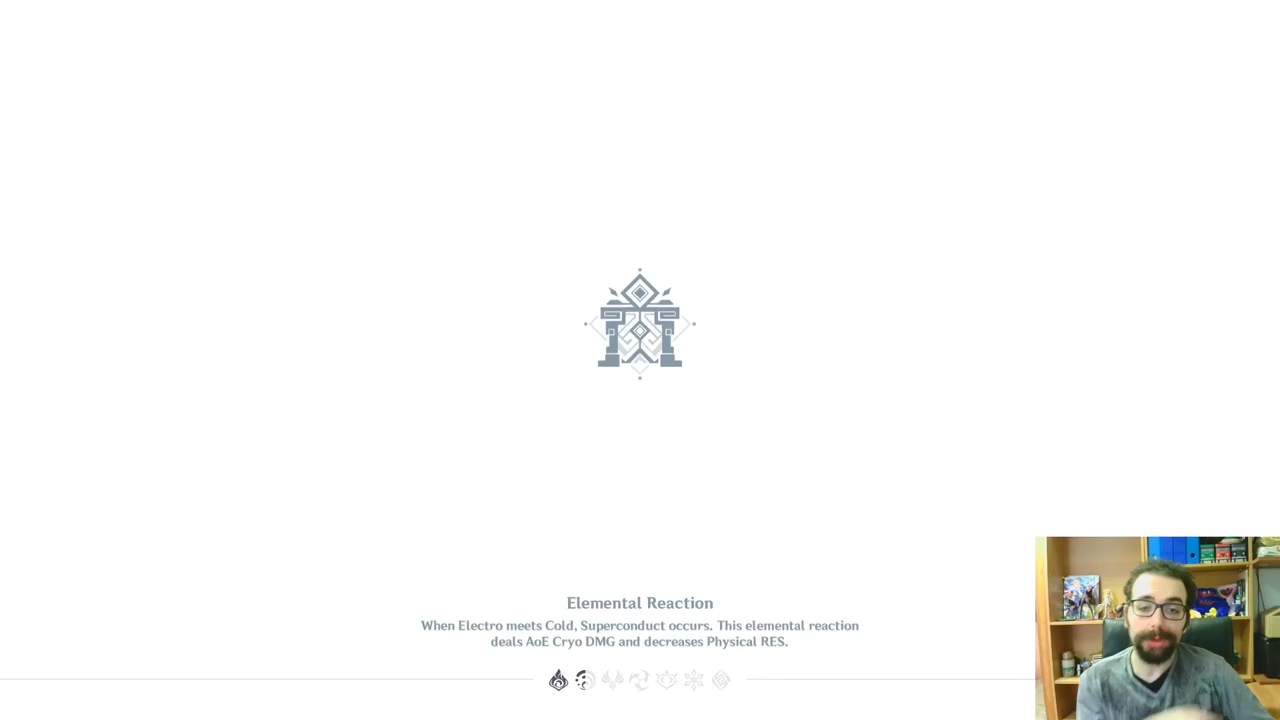 Elemental Reaction
When Electro meets Cold, Superconduct occurs. This elemental reaction
deals AoE Cryo DMG and decreases Physical RES.